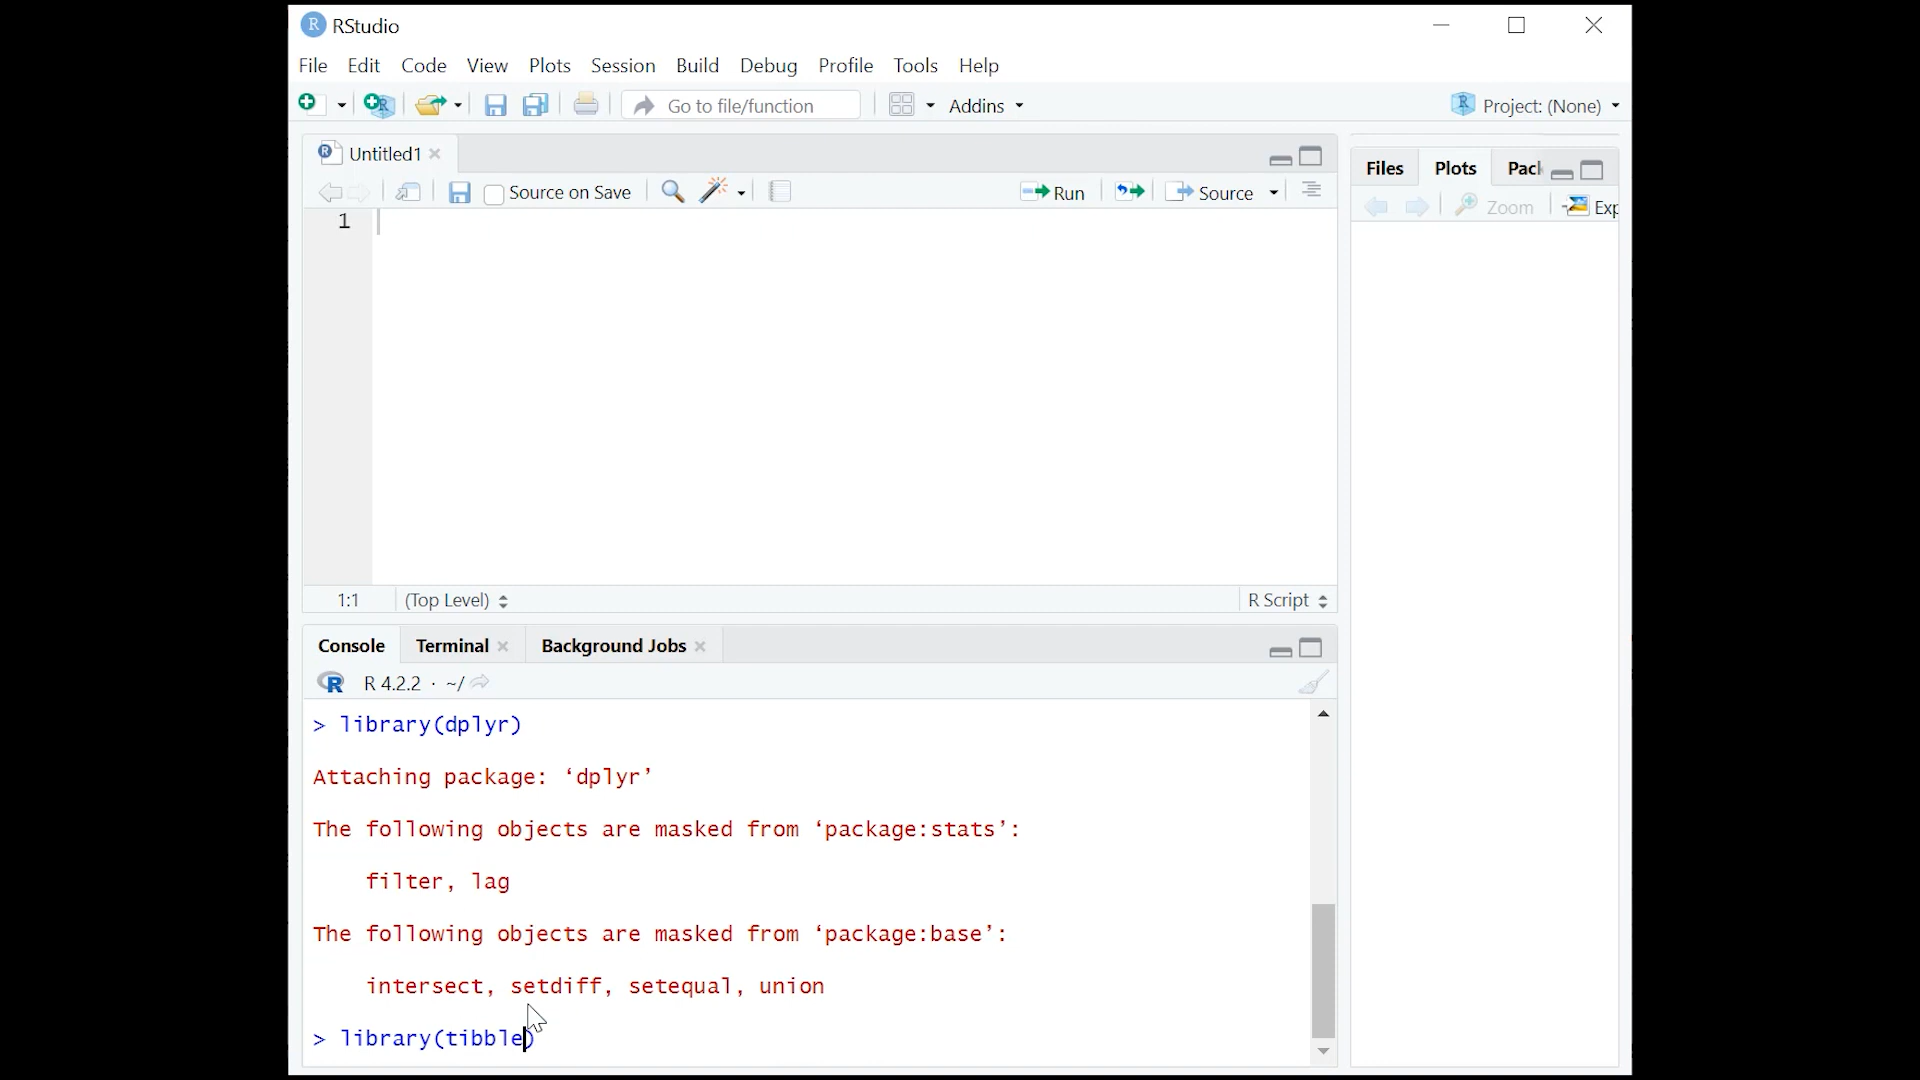 RStudio
File Edit Code View Plots Session Build Debug Profile Tools Help
Go to file/function Addins Project: (None)
Untitled1
Source on Save Run Source
1
1:1 (Top Level) R Script
Files Plots Pack
Zoom Exp
Console Terminal Background Jobs
R 4.2.2 · ~/
> library(dplyr)
Attaching package: ‘dplyr’
The following objects are masked from ‘package:stats’:
filter, lag
The following objects are masked from ‘package:base’:
intersect, setdiff, setequal, union
> library(tibble)